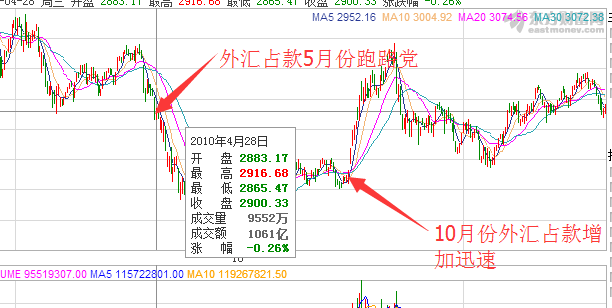 -04-28 周三 开盘 2883.17 最高 2916.68 最低 2865.47 收盘 2900.33 涨跌幅 -0.26%
MA5 2952.16 MA10 3004.92 MA20 3074.56 MA30 3072.38
eastmoney.com
外汇占款5月份跑跑党
2010年4月28日
开 盘 2883.17
最 高 2916.68
最 低 2865.47
收 盘 2900.33
成交量 9552万
成交额 1061亿
涨 幅 -0.26%
10月份外汇占款增
加迅速
10
UME 95519307.00 MA5 115722801.00 MA10 119267821.50